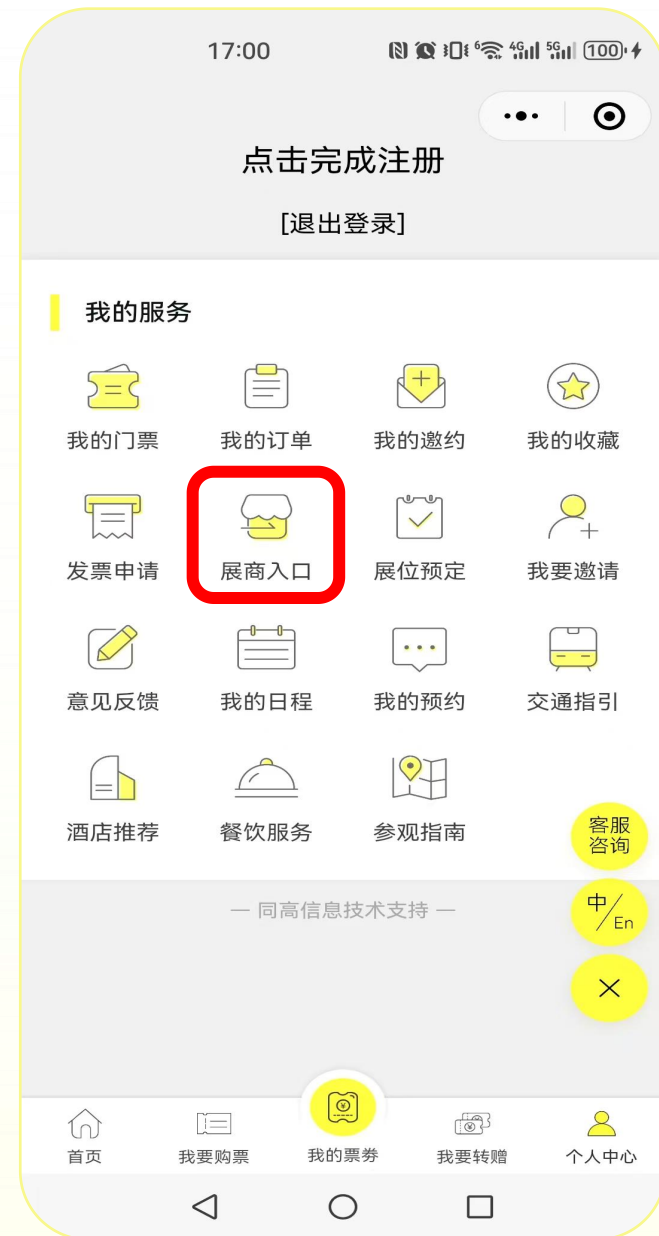 17:00
6 4G 5G 100
点击完成注册
[退出登录]
我的服务
我的门票 我的订单 我的邀约 我的收藏
发票申请 展商入口 展位预定 我要邀请
意见反馈 我的日程 我的预约 交通指引
酒店推荐 餐饮服务 参观指南
客服
咨询
— 同高信息技术支持 —
中/En
首页 我要购票 我的票券 我要转赠 个人中心